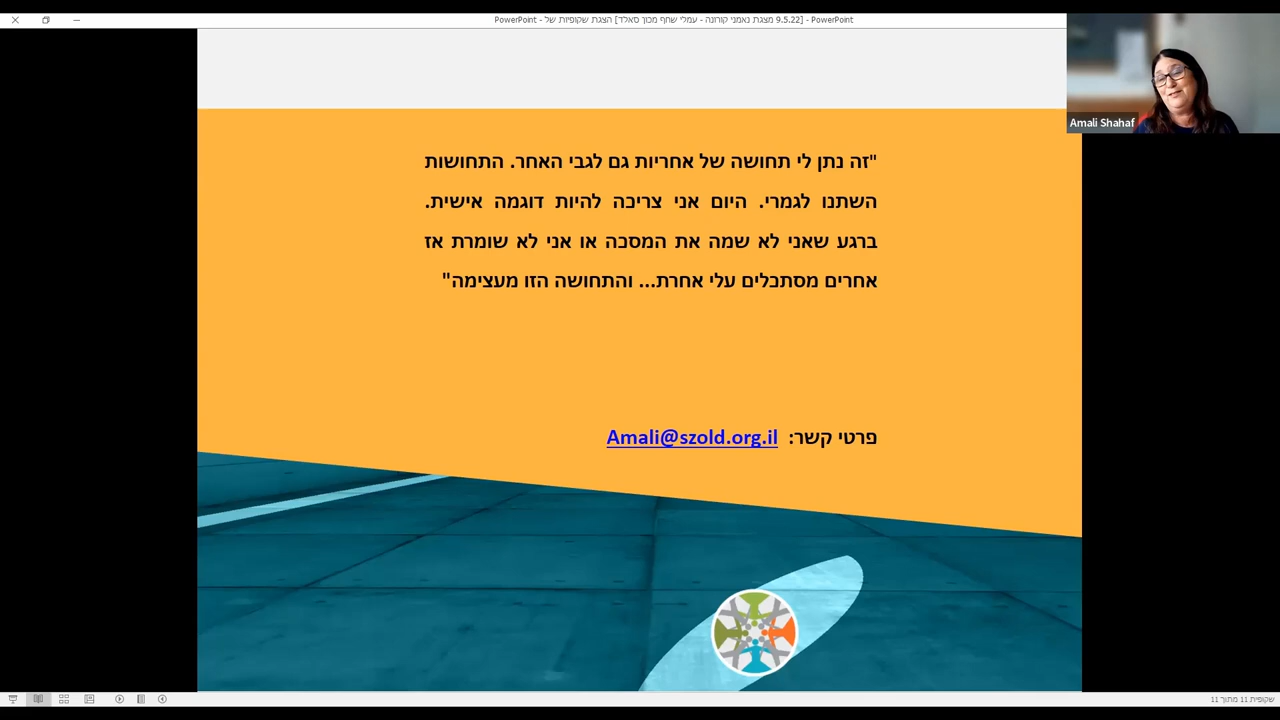 PowerPoint - [9.5.22 מצגת נאמני קורונה - עמלי שחף מכון סאלד] הצגת שקופיות של - PowerPoint
Amali Shahaf
"זה נתן לי תחושה של אחריות גם לגבי האחר. התחושות
השתנו לגמרי. היום אני צריכה להיות דוגמה אישית.
ברגע שאני לא שמה את המסכה או אני לא שומרת אז
אחרים מסתכלים עלי אחרת... והתחושה הזו מעצימה"
פרטי קשר: Amali@szold.org.il
שקופית 11 מתוך 11